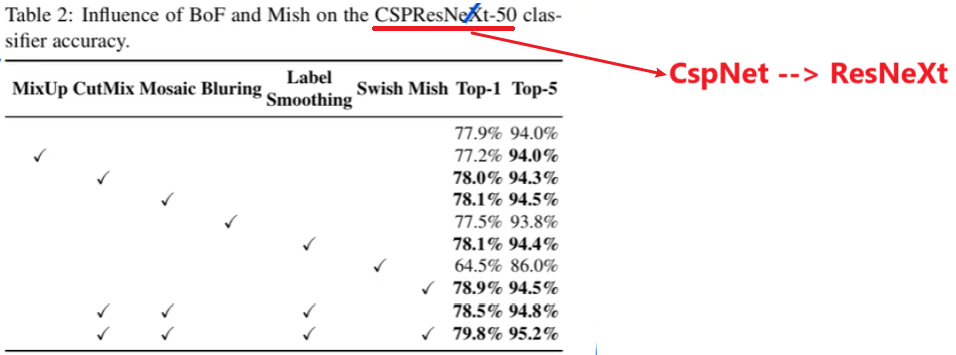 Table 2: Influence of BoF and Mish on the CSPResNeXt-50 clas-
sifier accuracy.
CspNet --> ResNeXt
MixUp CutMix Mosaic Bluring Label Smoothing Swish Mish Top-1 Top-5
77.9% 94.0%
✓ 77.2% 94.0%
✓ 78.0% 94.3%
✓ 78.1% 94.5%
✓ 77.5% 93.8%
✓ 78.1% 94.4%
✓ 64.5% 86.0%
✓ 78.9% 94.5%
✓ ✓ ✓ 78.5% 94.8%
✓ ✓ ✓ ✓ 79.8% 95.2%